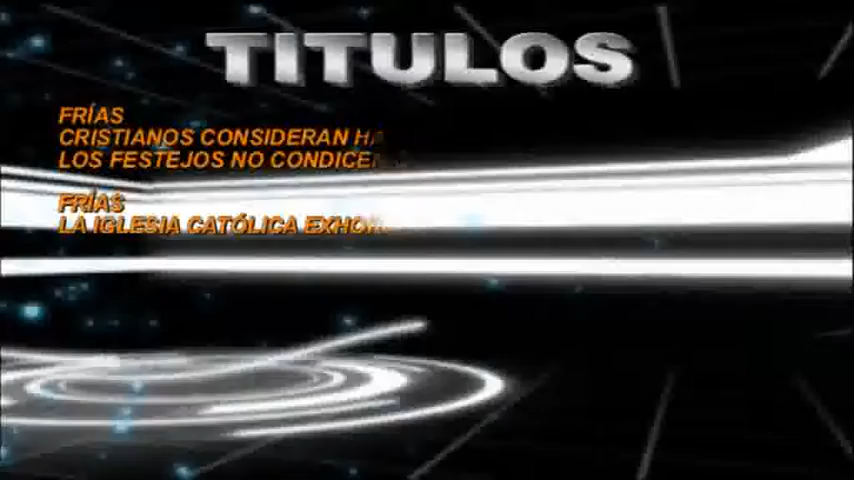 TITULOS
FRÍAS
CRISTIANOS CONSIDERAN
LOS FESTEJOS NO
FRÍAS
LA IGLESIA CATÓLICA